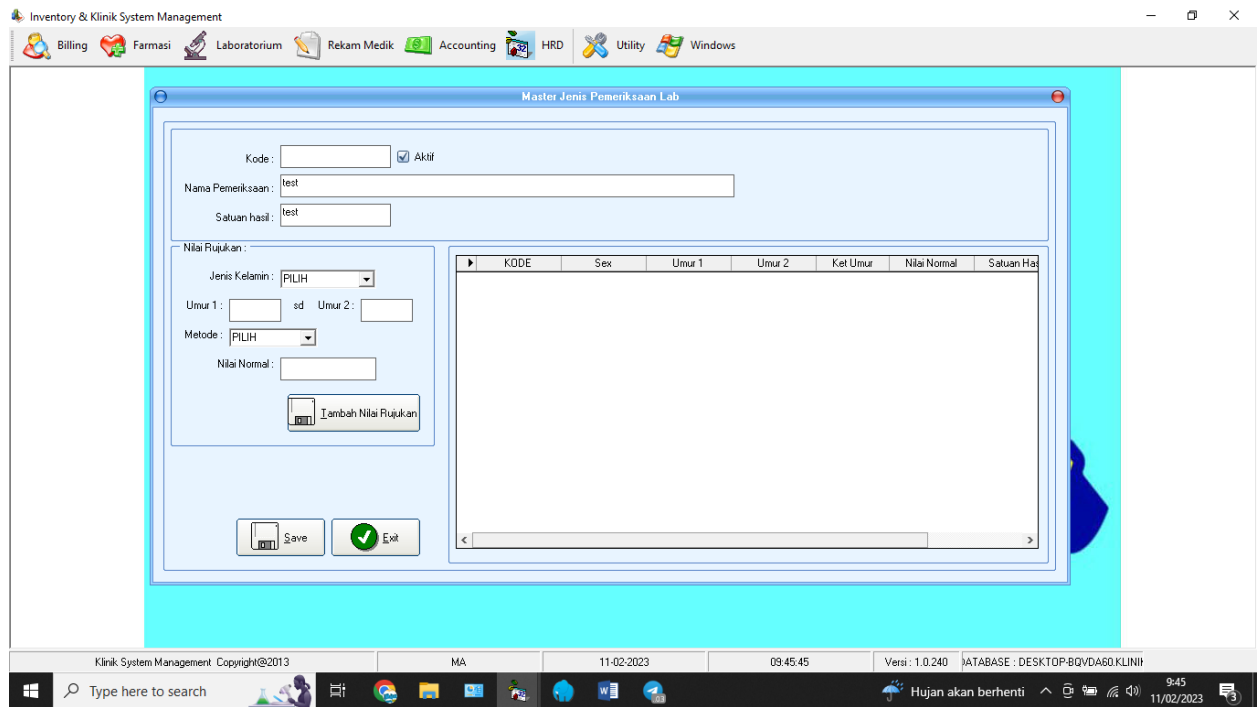 Inventory & Klinik System Management
Billing Farmasi Laboratorium Rekam Medik Accounting HRD Utility Windows
Master Jenis Pemeriksaan Lab
Kode : Aktif
Nama Pemeriksaan : test
Satuan hasil : test
Nilai Rujukan :
Jenis Kelamin : PILIH
Umur 1 : sd Umur 2 :
Metode : PILIH
Nilai Normal :
Tambah Nilai Rujukan
Save Exit
KODE Sex Umur 1 Umur 2 Ket Umur Nilai Normal Satuan Has
Klinik System Management Copyright@2013 MA 11-02-2023 09:45:45 Versi : 1.0.240 DATABASE : DESKTOP-BQVDA60.KLINIK
Type here to search Hujan akan berhenti 9:45
11/02/2023